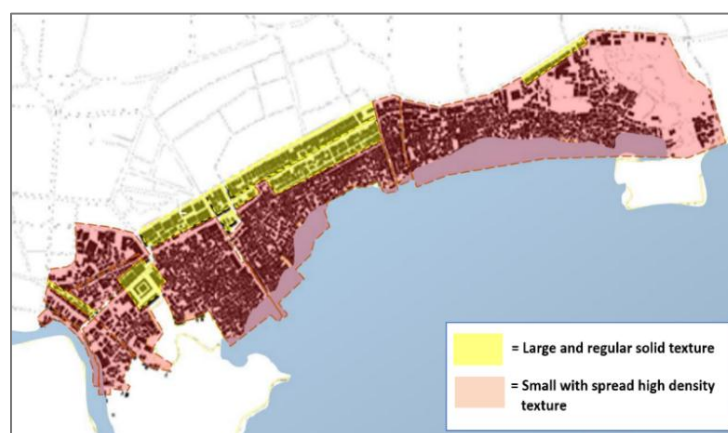 = Large and regular solid texture
= Small with spread high density
texture